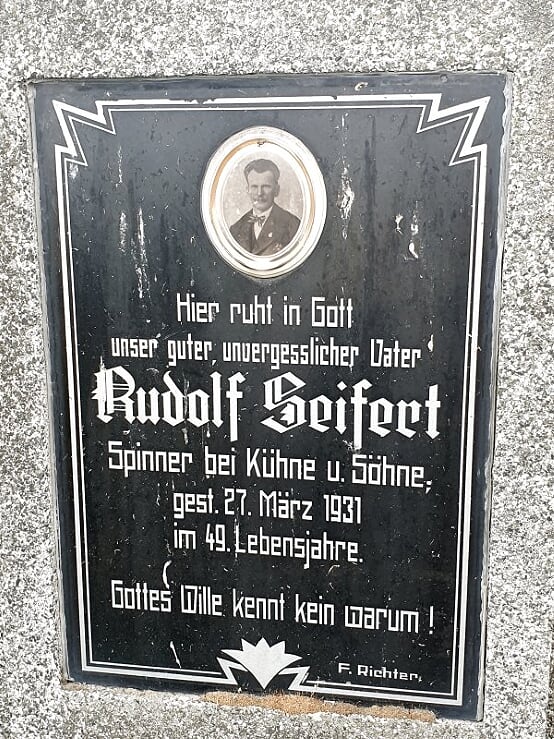 Hier ruht in Gott
unser guter, unvergesslicher Vater
Rudolf Seifert
Spinner bei Kühne u. Söhne,
gest. 27. März 1931
im 49. Lebensjahre.
Gottes Wille kennt kein warum !
F. Richter.